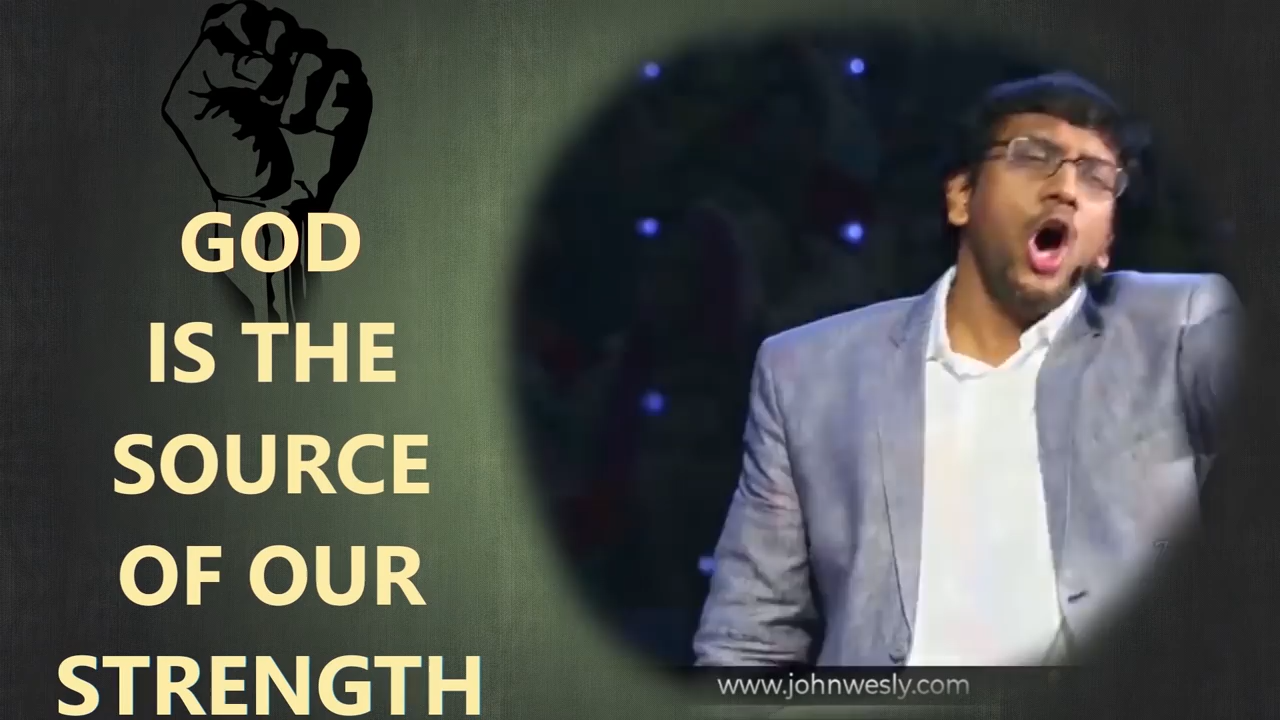 GOD
IS THE
SOURCE
OF OUR
STRENGTH
www.johnwesly.com